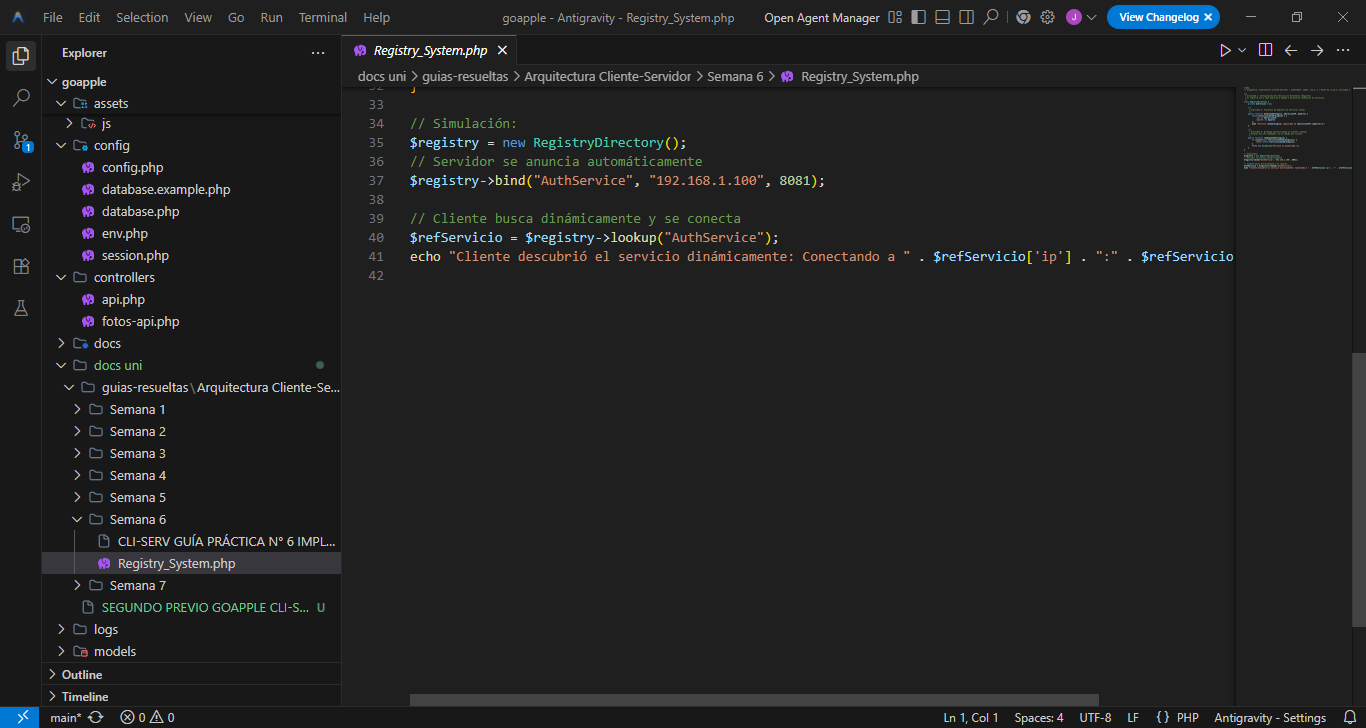 File Edit Selection View Go Run Terminal Help
goapple - Antigravity - Registry_System.php
Open Agent Manager
J
View Changelog
Explorer
goapple
assets
js
config
config.php
database.example.php
database.php
env.php
session.php
controllers
api.php
fotos-api.php
docs
docs uni
guias-resueltas\Arquitectura Cliente-Se...
Semana 1
Semana 2
Semana 3
Semana 4
Semana 5
Semana 6
CLI-SERV GUÍA PRÁCTICA N° 6 IMPL...
Registry_System.php
Semana 7
SEGUNDO PREVIO GOAPPLE CLI-S... U
logs
models
Outline
Timeline
1
Registry_System.php
docs uni > guias-resueltas > Arquitectura Cliente-Servidor > Semana 6 > Registry_System.php
32 }
33
34 // Simulación:
35 $registry = new RegistryDirectory();
36 // Servidor se anuncia automáticamente
37 $registry->bind("AuthService", "192.168.1.100", 8081);
38
39 // Cliente busca dinámicamente y se conecta
40 $refServicio = $registry->lookup("AuthService");
41 echo "Cliente descubrió el servicio dinámicamente: Conectando a " . $refServicio['ip'] . ":" . $refServicio
42
main* 0 0
Ln 1, Col 1 Spaces: 4 UTF-8 LF {} PHP Antigravity - Settings